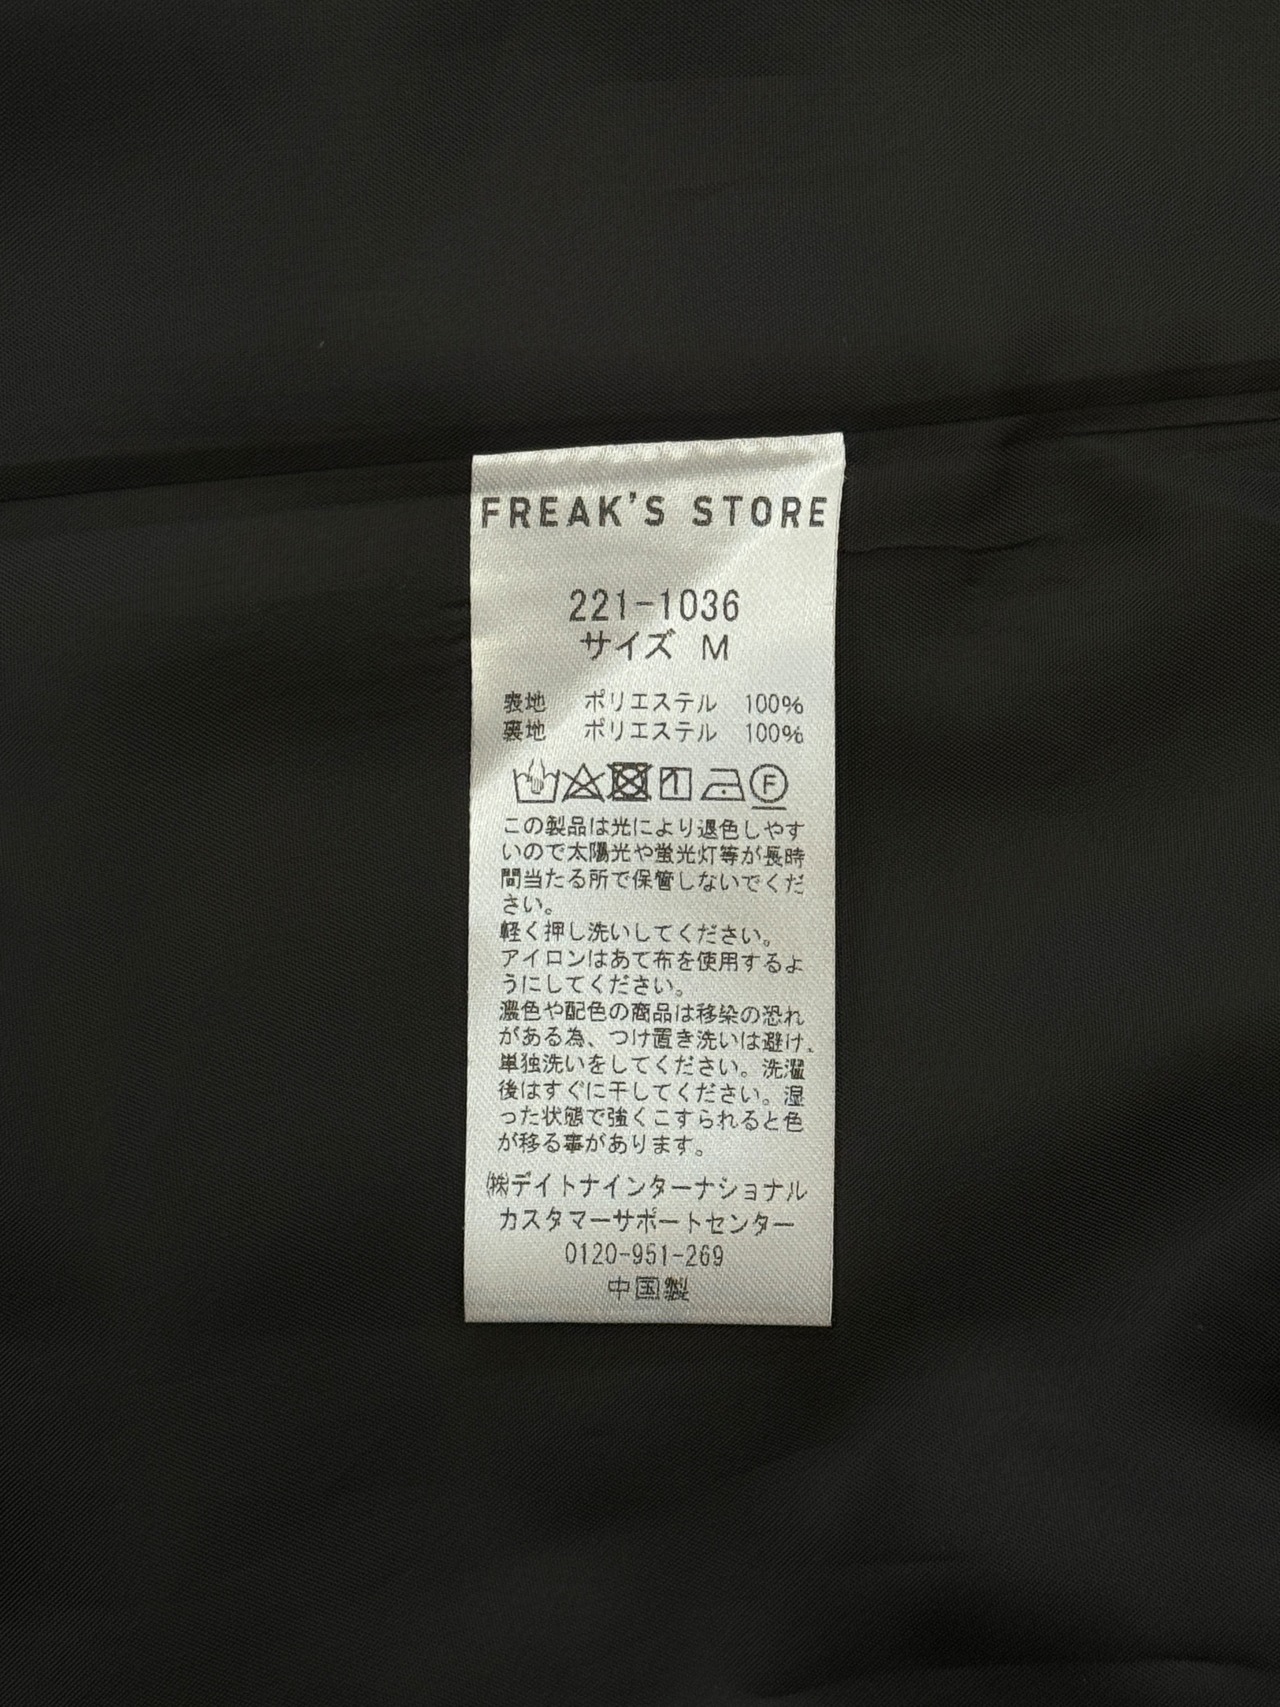 FREAK'S STORE
221-1036
サイズ M
表地 ポリエステル 100%
裏地 ポリエステル 100%
F
この製品は光により退色しやす
いので太陽光や蛍光灯等が長時
間当たる所で保管しないでくだ
さい。
軽く押し洗いしてください。
アイロンはあて布を使用するよ
うにしてください。
濃色や配色の商品は移染の恐れ
がある為、つけ置き洗いは避け、
単独洗いをしてください。洗濯
後はすぐに干してください。湿
った状態で強くこすられると色
が移る事があります。
㈱デイトナインターナショナル
カスタマーサポートセンター
0120-951-269
中国製